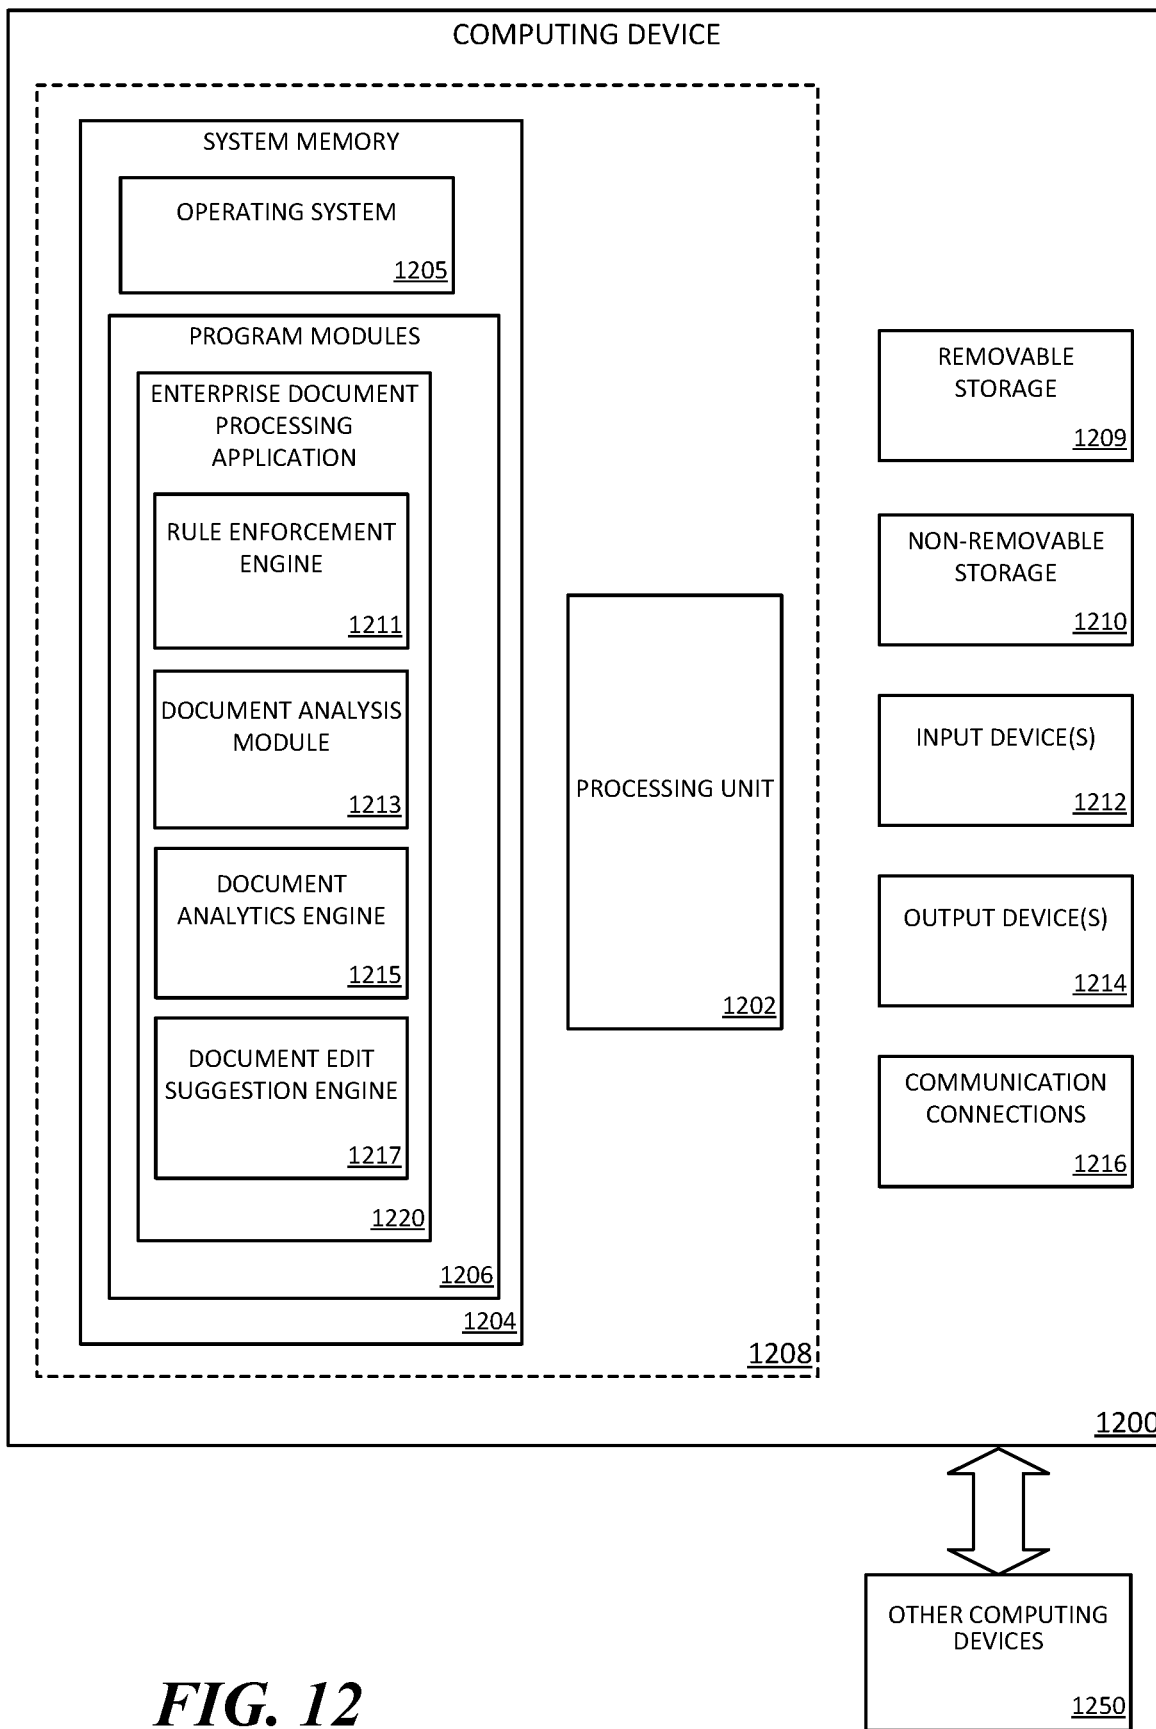 COMPUTING DEVICE
SYSTEM MEMORY
OPERATING SYSTEM
1205
PROGRAM MODULES
ENTERPRISE DOCUMENT
PROCESSING
APPLICATION
RULE ENFORCEMENT
ENGINE
1211
DOCUMENT ANALYSIS
MODULE
1213
DOCUMENT
ANALYTICS ENGINE
1215
DOCUMENT EDIT
SUGGESTION ENGINE
1217
1220
1206
1204
PROCESSING UNIT
1202
1208
REMOVABLE
STORAGE
1209
NON-REMOVABLE
STORAGE
1210
INPUT DEVICE(S)
1212
OUTPUT DEVICE(S)
1214
COMMUNICATION
CONNECTIONS
1216
1200
OTHER COMPUTING
DEVICES
1250
FIG. 12